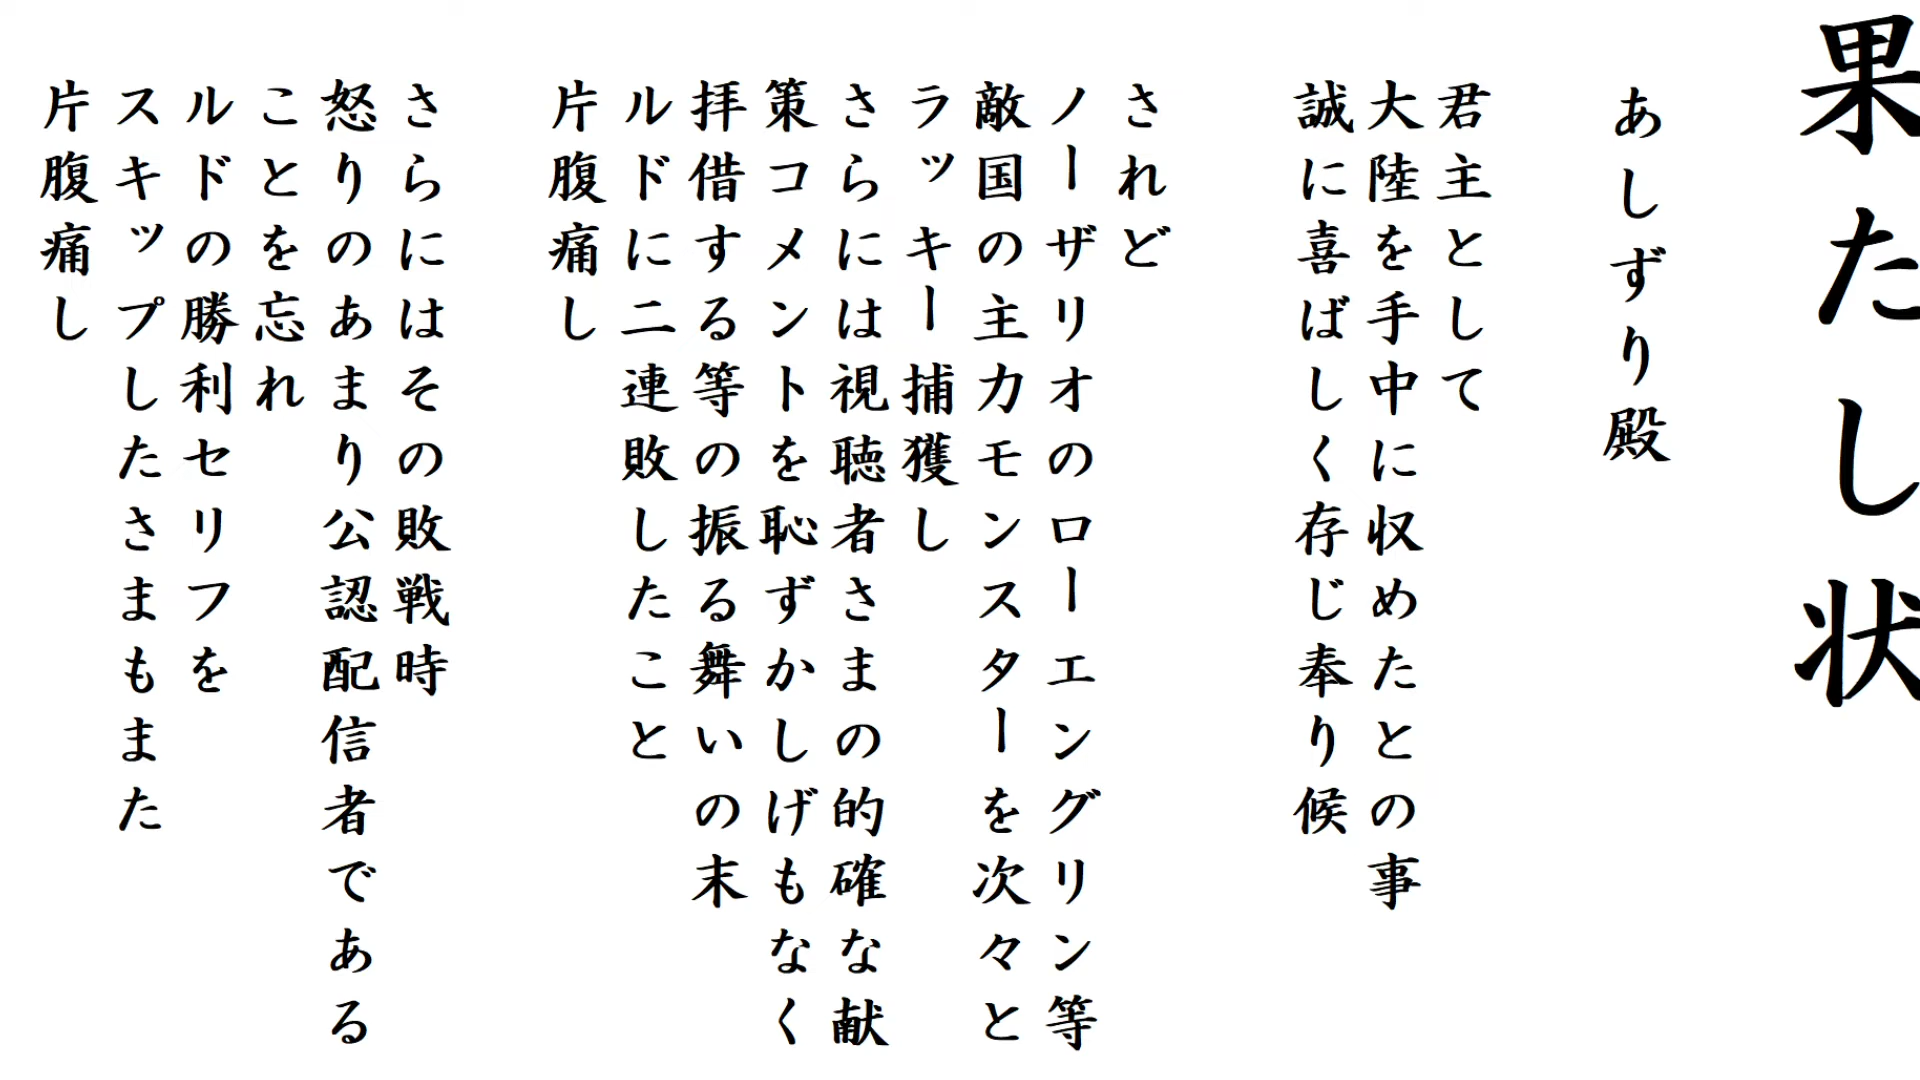 果たし状
あしずり殿
君主として
大陸を手中に収めたとの事
誠に喜ばしく存じ奉り候
されど
ノーザリオのローエングリン等
敵国の主力モンスターを次々と
ラッキー捕獲し
さらには視聴者さまの的確な献
策コメントを恥ずかしげもなく
拝借する等の振る舞いの末
ルドに二連敗したこと
片腹痛し
さらにはその敗戦時
怒りのあまり公認配信者である
ことを忘れ
ルドの勝利セリフを
スキップしたさまもまた
片腹痛し